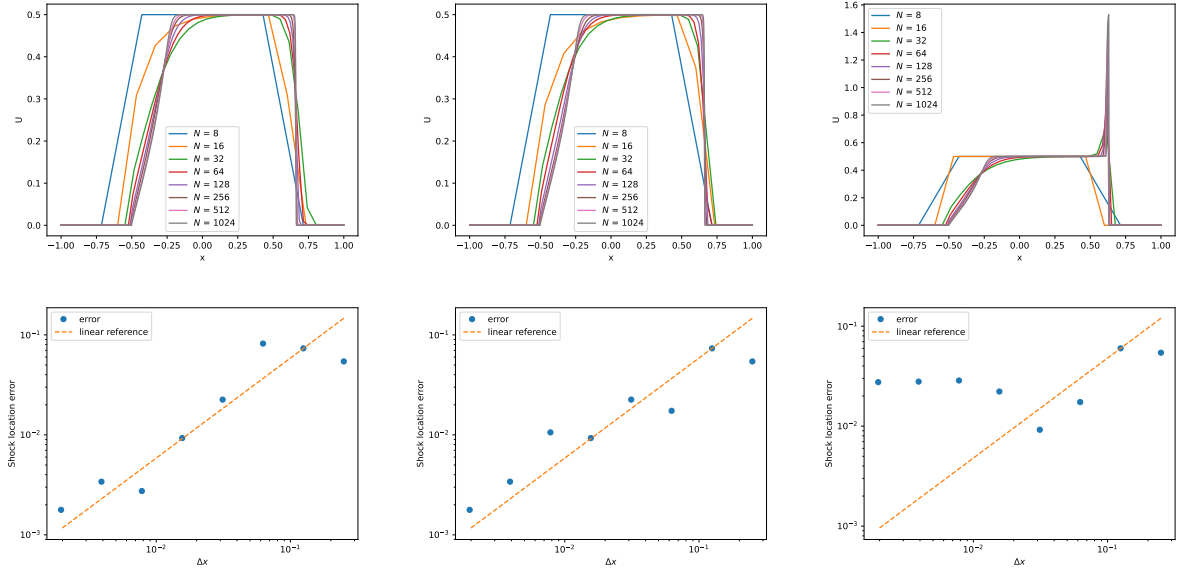 0.5
0.4
0.3
0.2
0.1
0.0
U
N = 8
N = 16
N = 32
N = 64
N = 128
N = 256
N = 512
N = 1024
−1.00 −0.75 −0.50 −0.25 0.00 0.25 0.50 0.75 1.00
x
0.5
0.4
0.3
0.2
0.1
0.0
U
N = 8
N = 16
N = 32
N = 64
N = 128
N = 256
N = 512
N = 1024
−1.00 −0.75 −0.50 −0.25 0.00 0.25 0.50 0.75 1.00
x
1.6
1.4
1.2
1.0
0.8
0.6
0.4
0.2
0.0
U
N = 8
N = 16
N = 32
N = 64
N = 128
N = 256
N = 512
N = 1024
−1.00 −0.75 −0.50 −0.25 0.00 0.25 0.50 0.75 1.00
x
error
linear reference
10⁻¹
10⁻²
10⁻³
Shock location error
10⁻² 10⁻¹
Δx
error
linear reference
10⁻¹
10⁻²
10⁻³
Shock location error
10⁻² 10⁻¹
Δx
error
linear reference
10⁻¹
10⁻²
10⁻³
Shock location error
10⁻² 10⁻¹
Δx